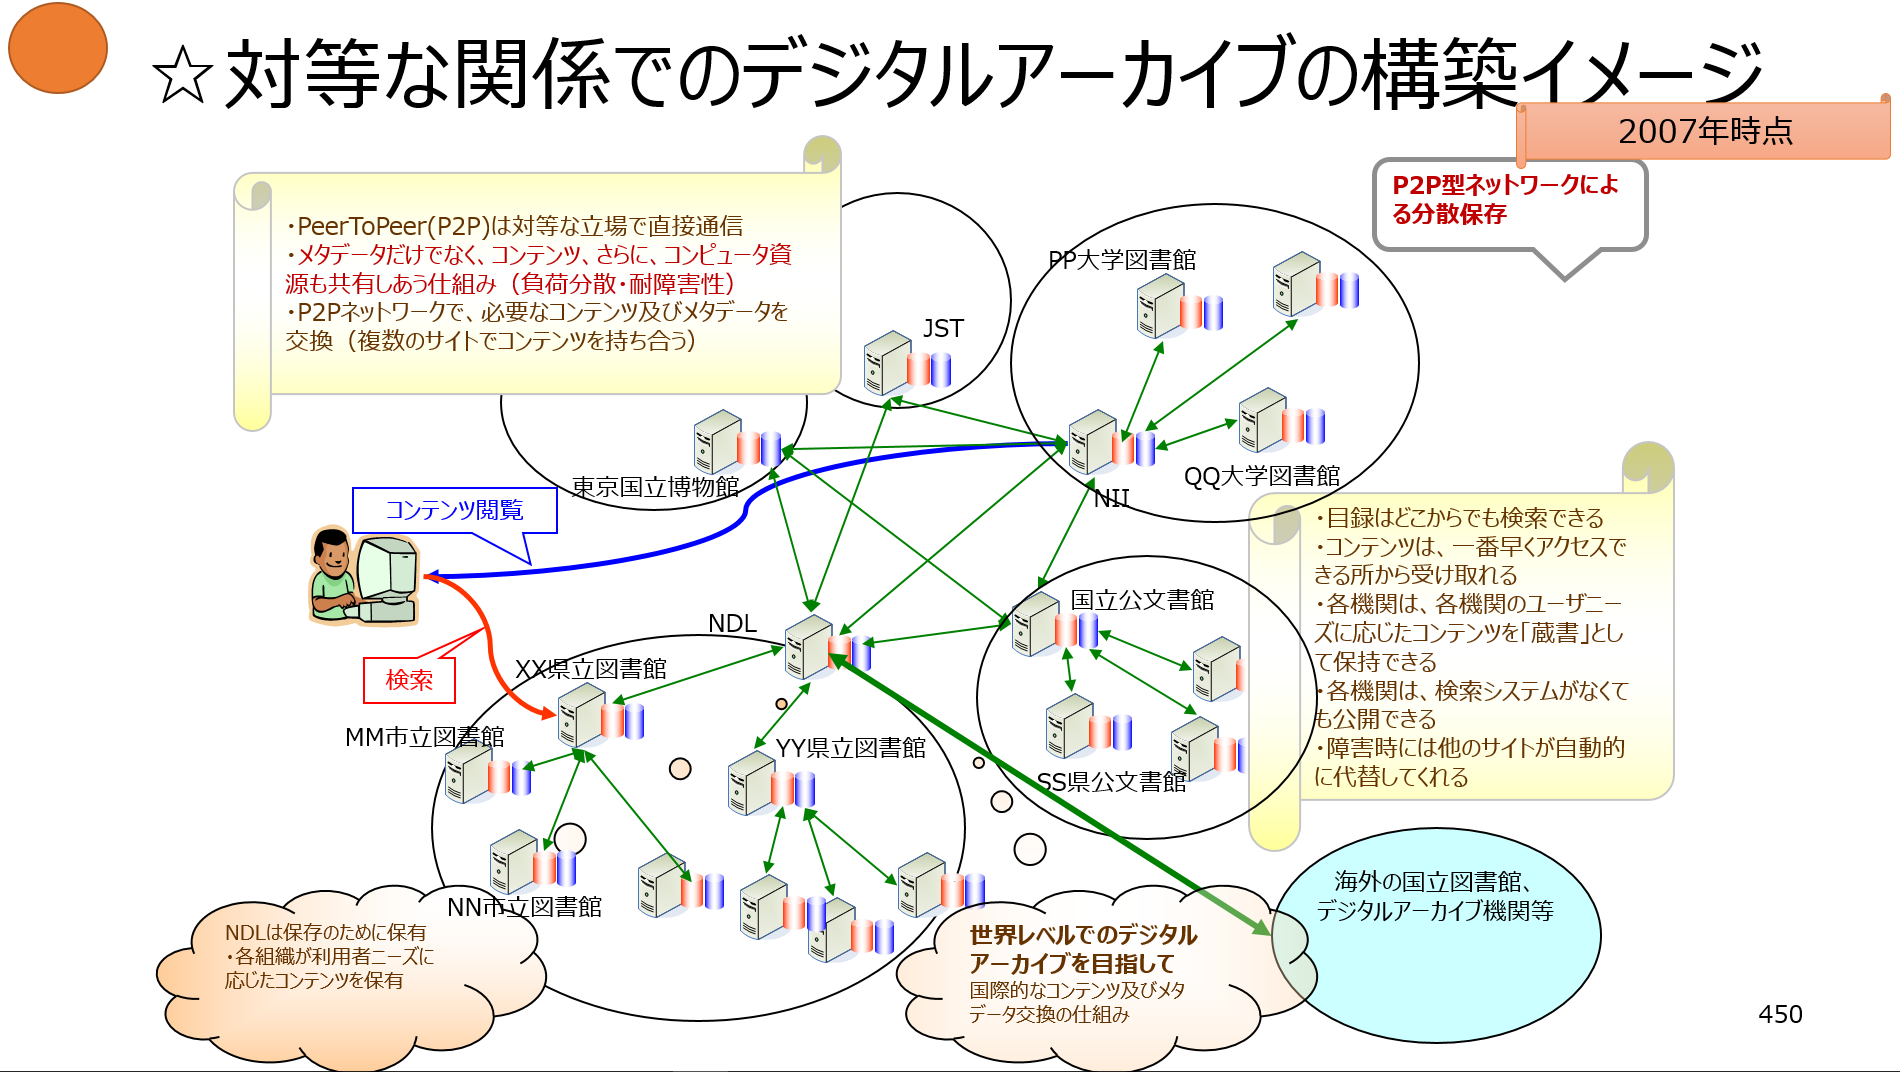 ☆対等な関係でのデジタルアーカイブの構築イメージ
2007年時点
P2P型ネットワークによ
る分散保存
・PeerToPeer(P2P)は対等な立場で直接通信
・メタデータだけでなく、コンテンツ、さらに、コンピュータ資
源も共有しあう仕組み（負荷分散・耐障害性）
・P2Pネットワークで、必要なコンテンツ及びメタデータを
交換（複数のサイトでコンテンツを持ち合う）
PP大学図書館
JST
QQ大学図書館
東京国立博物館
NII
コンテンツ閲覧
・目録はどこからでも検索できる
・コンテンツは、一番早くアクセスで
きる所から受け取れる
・各機関は、各機関のユーザニー
ズに応じたコンテンツを「蔵書」とし
て保持できる
・各機関は、検索システムがなくて
も公開できる
・障害時には他のサイトが自動的
に代替してくれる
国立公文書館
NDL
検索
XX県立図書館
MM市立図書館
YY県立図書館
SS県公文書館
NN市立図書館
海外の国立図書館、
デジタルアーカイブ機関等
NDLは保存のために保有
・各組織が利用者ニーズに
応じたコンテンツを保有
世界レベルでのデジタル
アーカイブを目指して
国際的なコンテンツ及びメタ
データ交換の仕組み
450